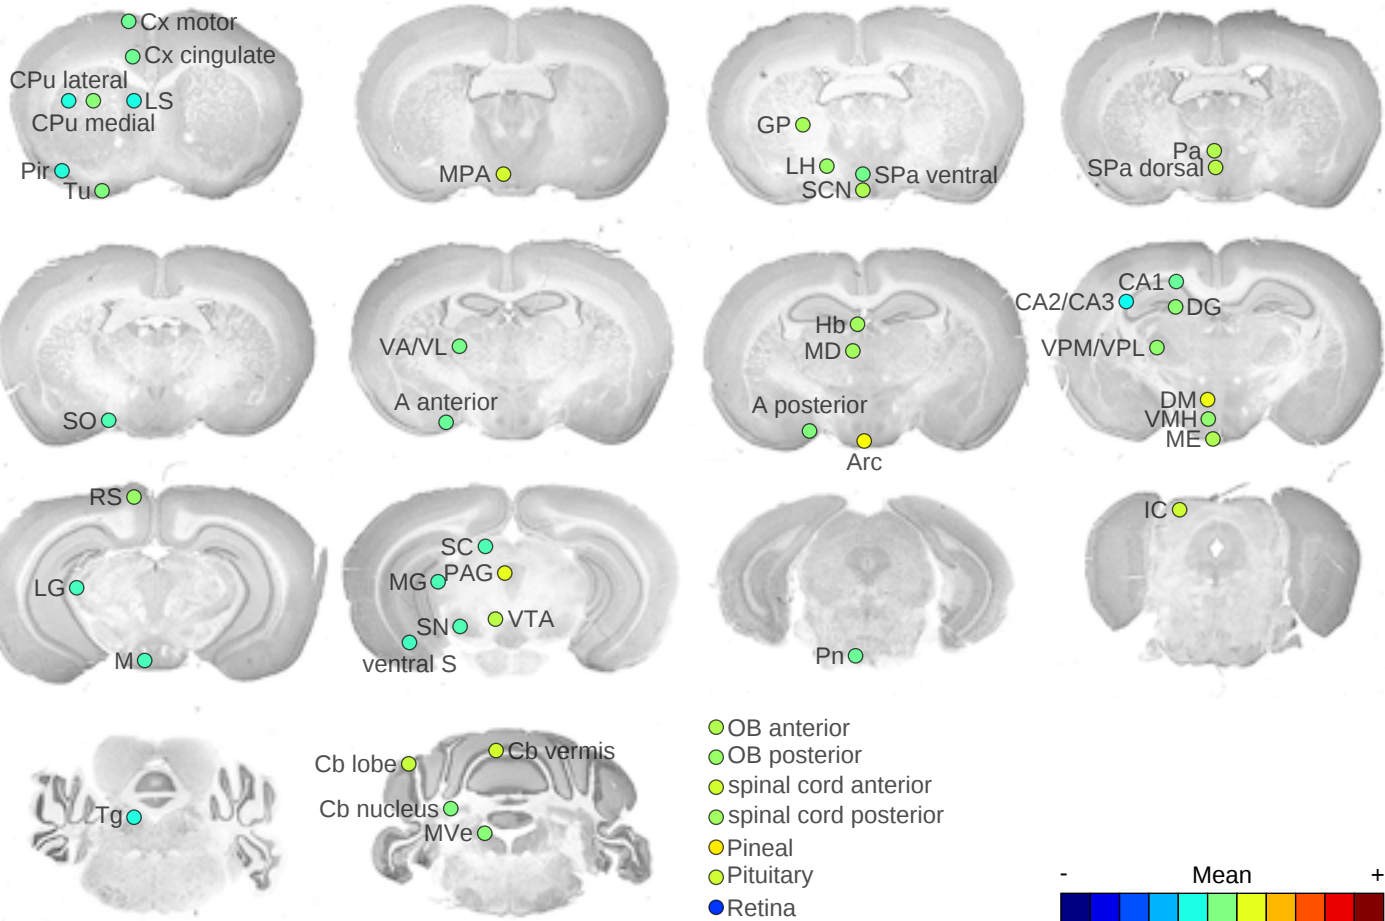 Cx motor
Cx cingulate
CPu lateral
LS
CPu medial
Pir
Tu
MPA
GP
LH
SPa ventral
SCN
Pa
SPa dorsal
SO
VA/VL
A anterior
Hb
MD
A posterior
Arc
CA1
CA2/CA3
DG
VPM/VPL
DM
VMH
ME
RS
LG
M
SC
MG
PAG
SN
VTA
ventral S
Pn
IC
Tg
Cb lobe
Cb vermis
Cb nucleus
MVe
OB anterior
OB posterior
spinal cord anterior
spinal cord posterior
Pineal
Pituitary
Retina
- Mean +